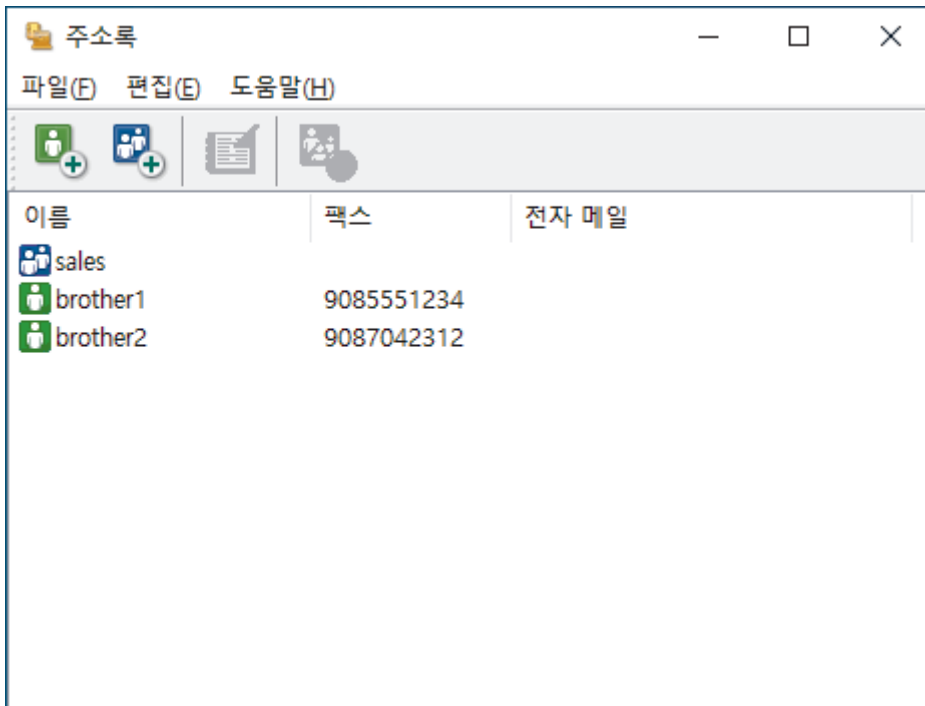 주소록
파일(F) 편집(E) 도움말(H)
이름 팩스 전자 메일
sales
brother1 9085551234
brother2 9087042312